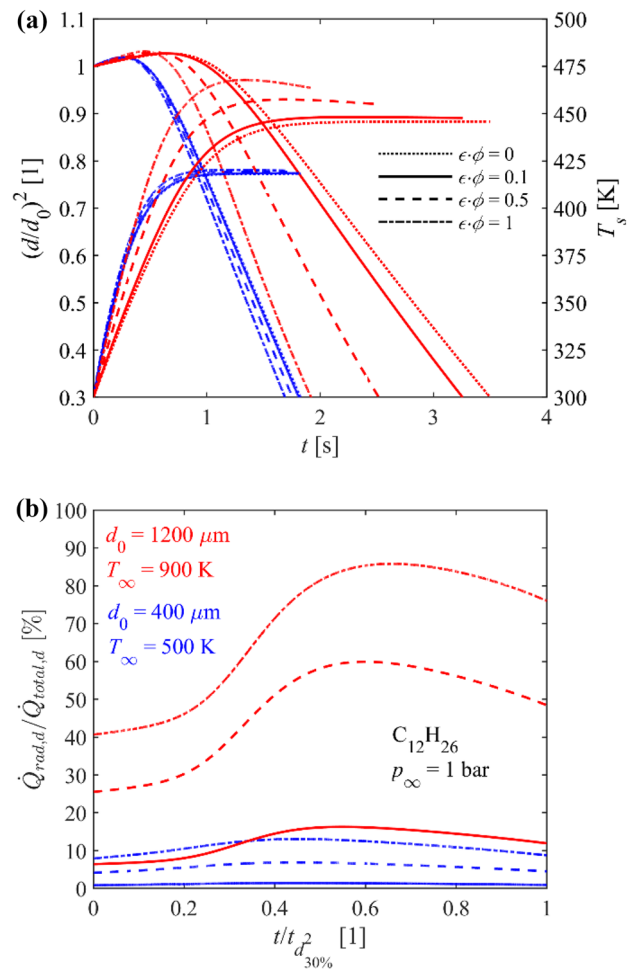 (a)
1.1
1
0.9
0.8
0.7
0.6
0.5
0.4
0.3
(d/d₀)² [1]
500
475
450
425
400
375
350
325
300
Tₛ [K]
ϵ·ϕ = 0
ϵ·ϕ = 0.1
ϵ·ϕ = 0.5
ϵ·ϕ = 1
0 1 2 3 4
t [s]
(b)
100
90
80
70
60
50
40
30
20
10
0
Q̇rad,d/Q̇total,d [%]
d₀ = 1200 μm
T∞ = 900 K
d₀ = 400 μm
T∞ = 500 K
C₁₂H₂₆
p∞ = 1 bar
0 0.2 0.4 0.6 0.8 1
t/t_d²30% [1]